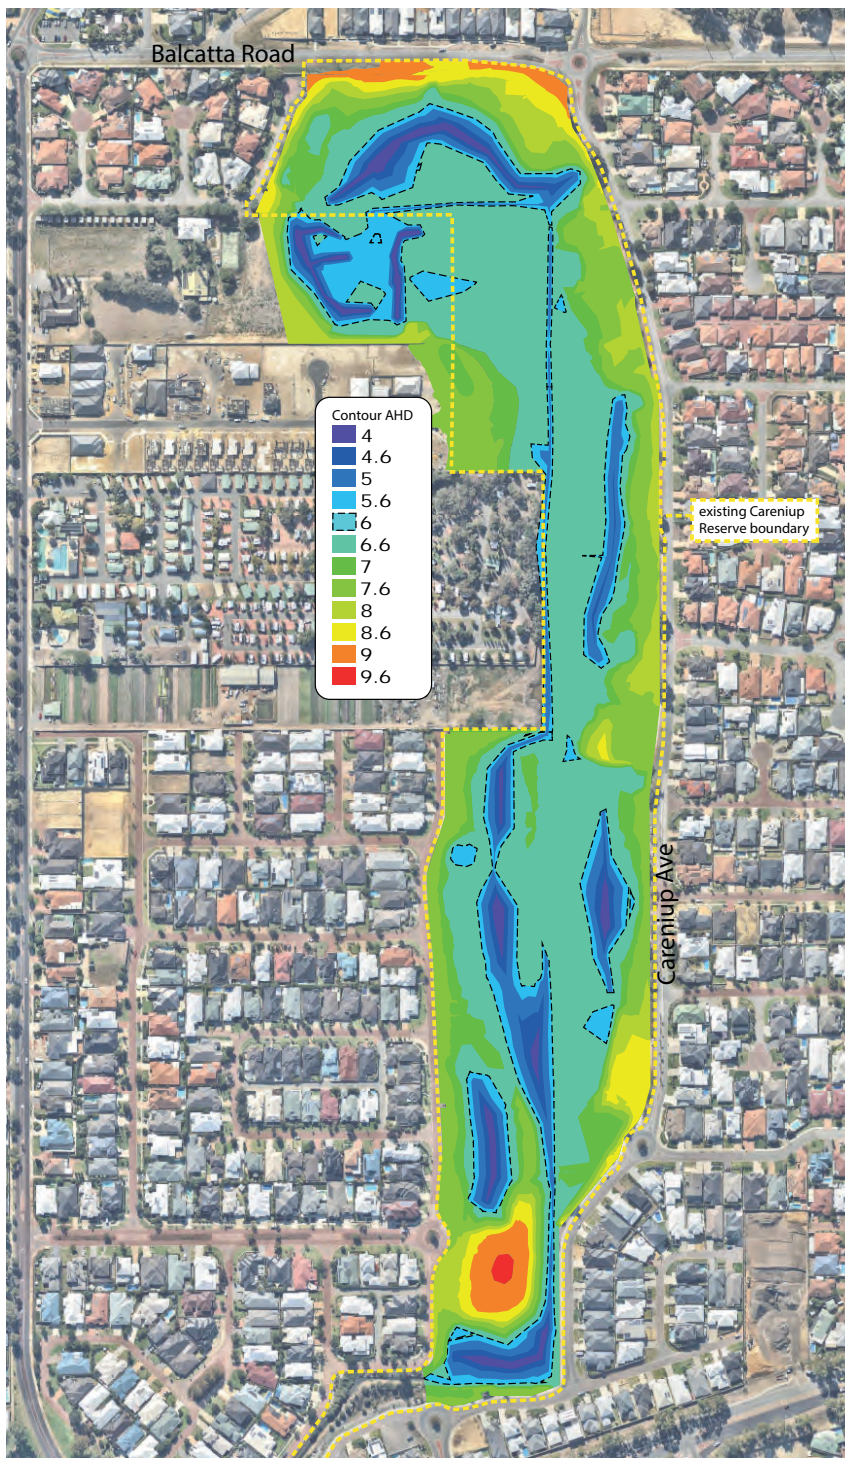 Balcatta Road
Contour AHD
4
4.6
5
5.6
6
6.6
7
7.6
8
8.6
9
9.6
existing Careniup
Reserve boundary
Careniup Ave